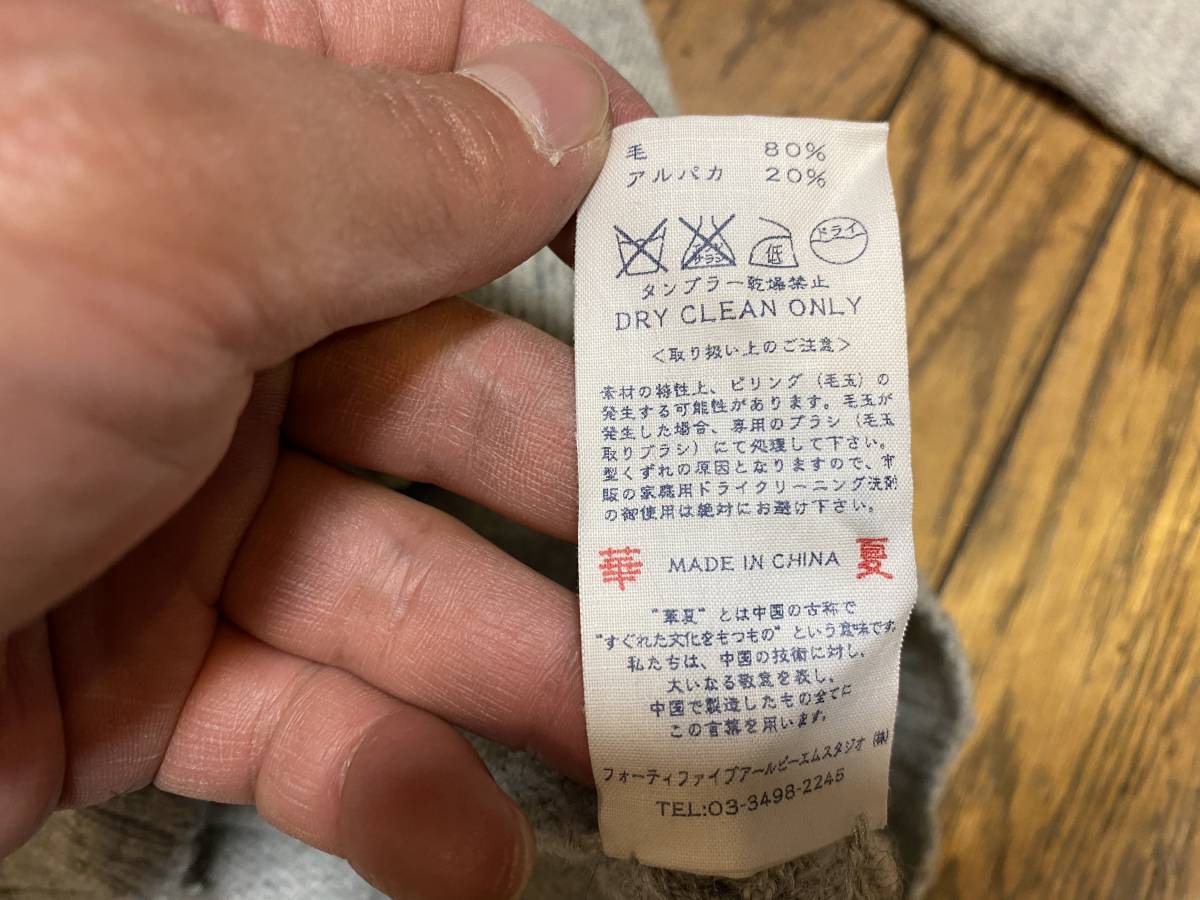 毛 80%
アルパカ 20%
サラシ 低 ドライ
タンブラー乾燥禁止
DRY CLEAN ONLY
<取り扱い上のご注意>
素材の特性上、ピリング(毛玉)の
発生する可能性があります。毛玉が
発生した場合、専用のブラシ(毛玉
取りブラシ)にて処理して下さい。
型くずれの原因となりますので、市
販の家庭用ドライクリーニング洗剤
の御使用は絶対にお避け下さい。
華 MADE IN CHINA 夏
"華夏"とは中国の古称で
"すぐれた文化をもつもの"という意味です。
私たちは、中国の技術に対し、
大いなる敬意を表し、
中国で製造したもの全てに
この言葉を用います。
フォーティファイブアールピーエムスタジオ(株)
TEL:03-3498-2245